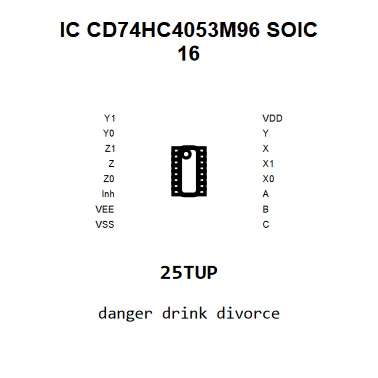 IC CD74HC4053M96 SOIC
16
Y1 VDD
Y0 Y
Z1 X
Z X1
Z0 X0
Inh A
VEE B
VSS C
25TUP
danger drink divorce